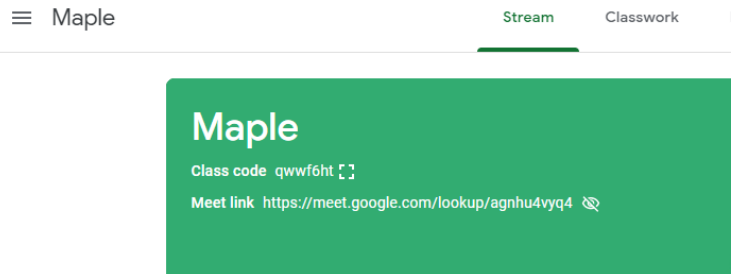 Maple Stream Classwork
Maple
Class code qwwf6ht
Meet link https://meet.google.com/lookup/agnhu4vyq4